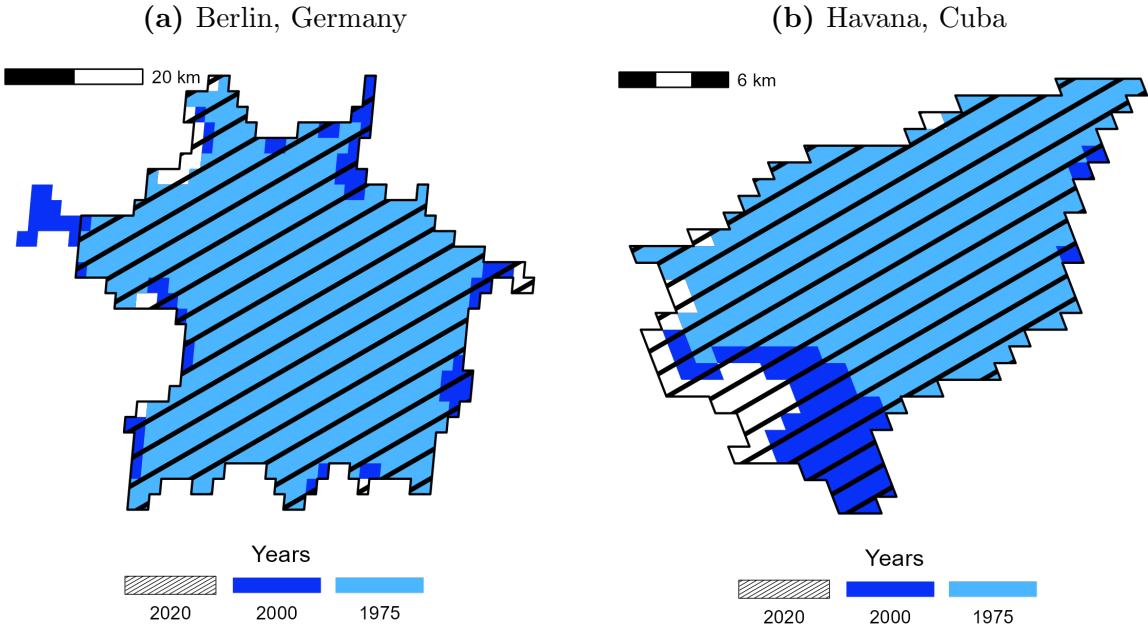 (a) Berlin, Germany
(b) Havana, Cuba
20 km
6 km
Years
2020
2000
1975
Years
2020
2000
1975